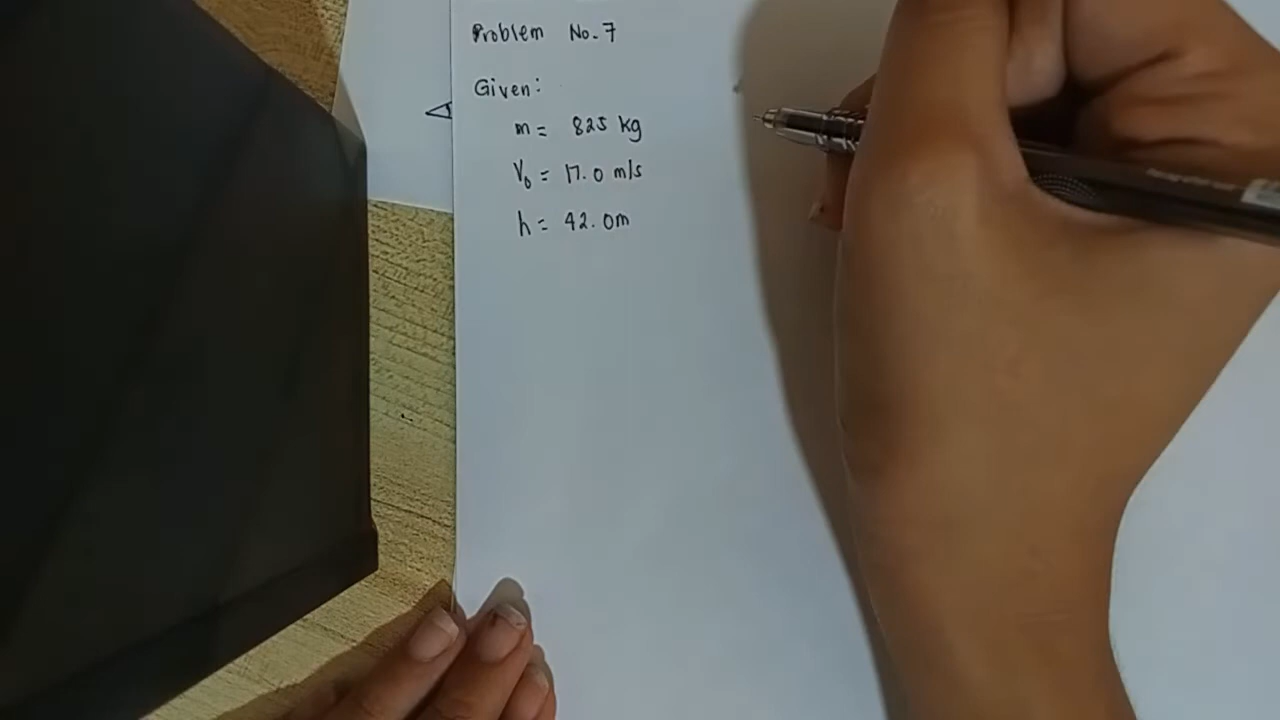 Problem No. 7
Given:
m = 825 kg
V₀ = 17.0 m/s
h = 42.0m